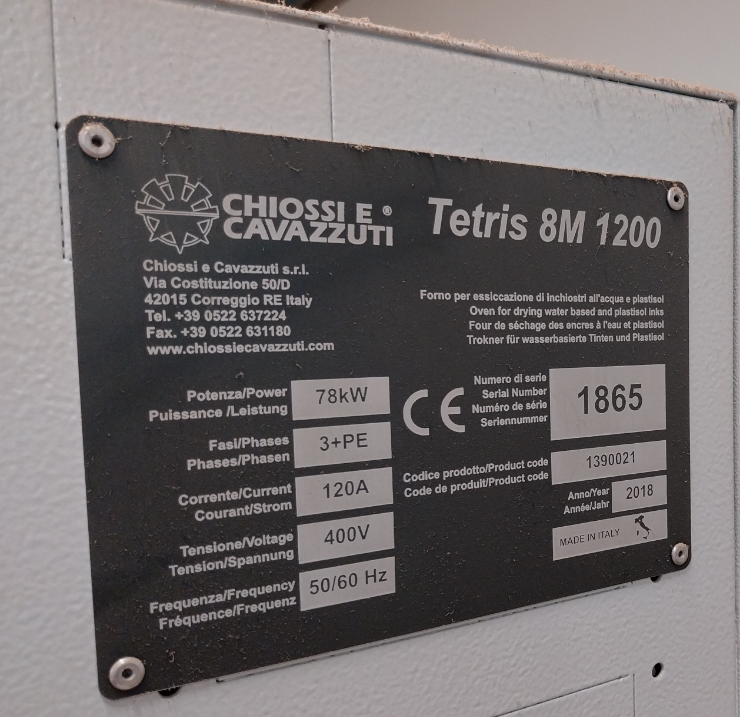 CHIOSSI E ®
CAVAZZUTI
Tetris 8M 1200
Chiossi e Cavazzuti s.r.l.
Via Costituzione 50/D
42015 Correggio RE Italy
Tel. +39 0522 637224
Fax. +39 0522 631180
www.chiossiecavazzuti.com
Forno per essiccazione di inchiostri all'acqua e plastisol
Oven for drying water based and plastisol inks
Four de séchage des encres à l'eau et plastisol
Trokner für wasserbasierte Tinten und Plastisol
Potenza/Power
Puissance /Leistung
78kW
Fasi/Phases
Phases/Phasen
3+PE
Corrente/Current
Courant/Strom
120A
Tensione/Voltage
Tension/Spannung
400V
Frequenza/Frequency
Fréquence/Frequenz
50/60 Hz
CE
Numero di serie
Serial Number
Numéro de série
Seriennummer
1865
Codice prodotto/Product code
Code de produit/Product code
1390021
Anno/Year
Année/Jahr
2018
MADE IN ITALY